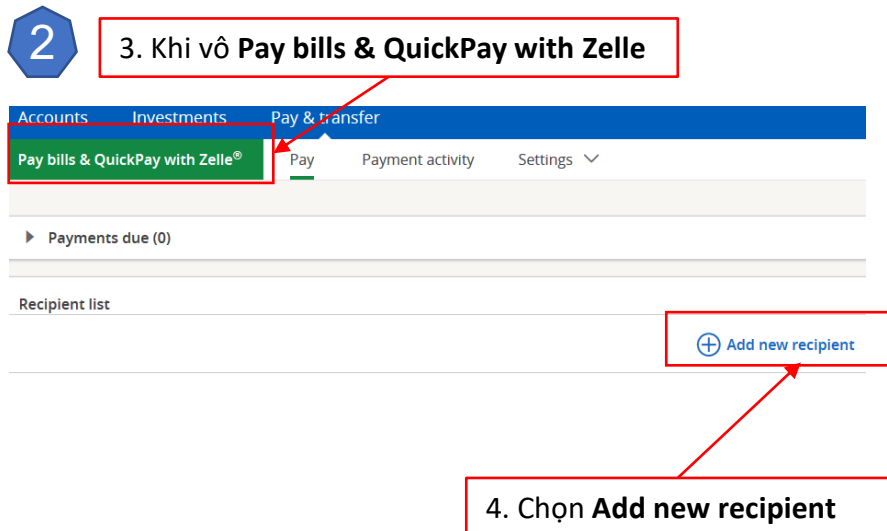 2
3. Khi vô Pay bills & QuickPay with Zelle
Accounts Investments Pay & transfer
Pay bills & QuickPay with Zelle® Pay Payment activity Settings
Payments due (0)
Recipient list
Add new recipient
4. Chọn Add new recipient